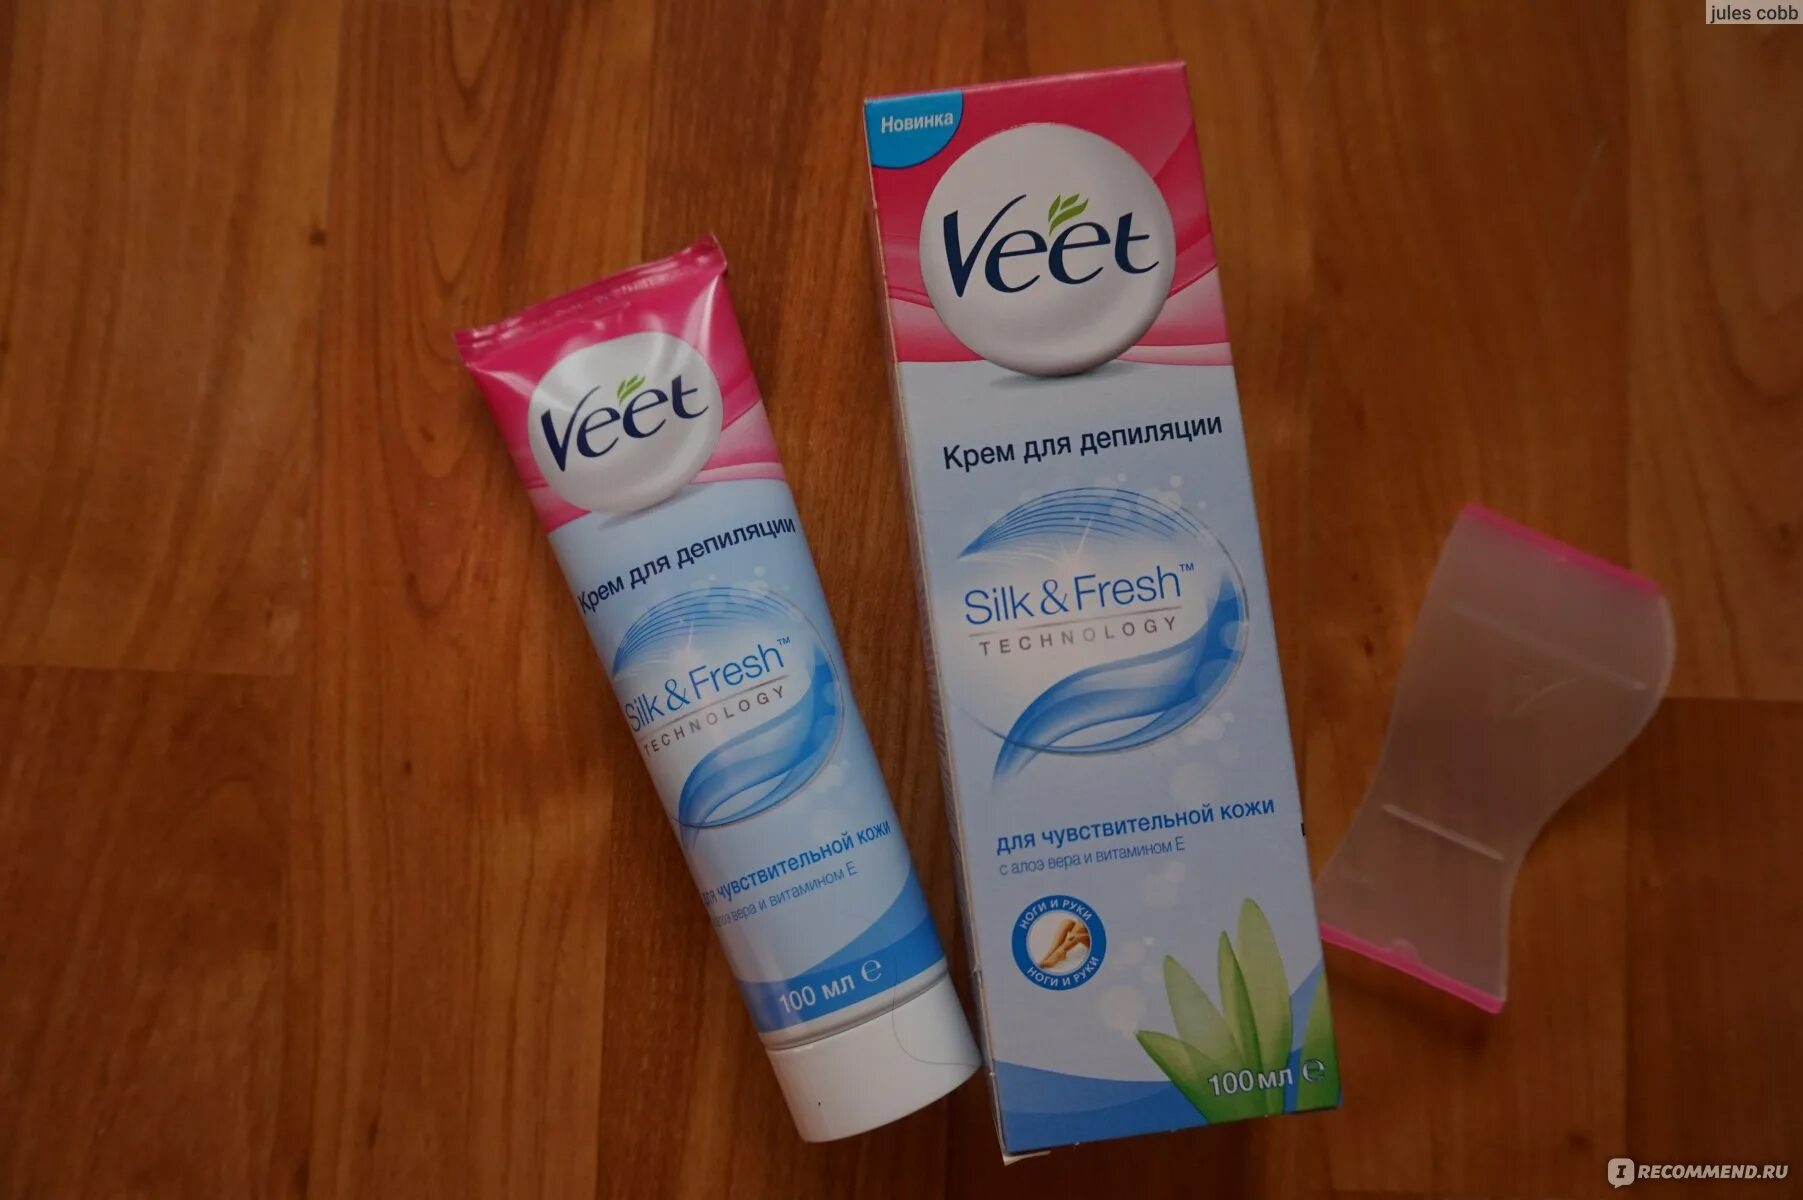 jules cobb
Veet
Крем для депиляции
Silk & Fresh™
TECHNOLOGY
для чувствительной кожи
с алоэ вера и витамином Е
100 мл e
Новинка
Veet
Крем для депиляции
Silk & Fresh™
TECHNOLOGY
для чувствительной кожи
с алоэ вера и витамином Е
НОГИ И РУКИ
НОГИ И РУКИ
100 мл e
I RECOMMEND.RU